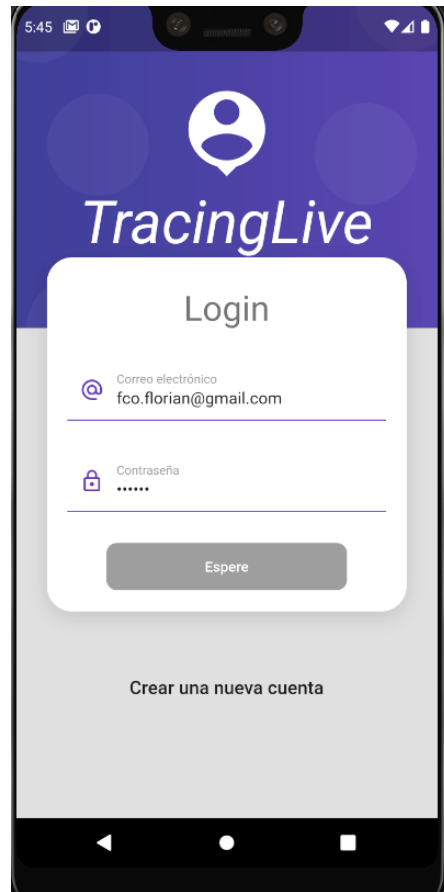 5:45
TracingLive
Login
Correo electrónico
fco.florian@gmail.com
Contraseña
••••••
Espere
Crear una nueva cuenta